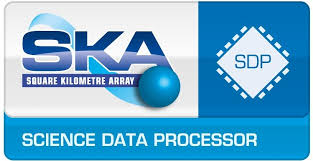 SKA
SQUARE KILOMETRE ARRAY
SDP
SCIENCE DATA PROCESSOR